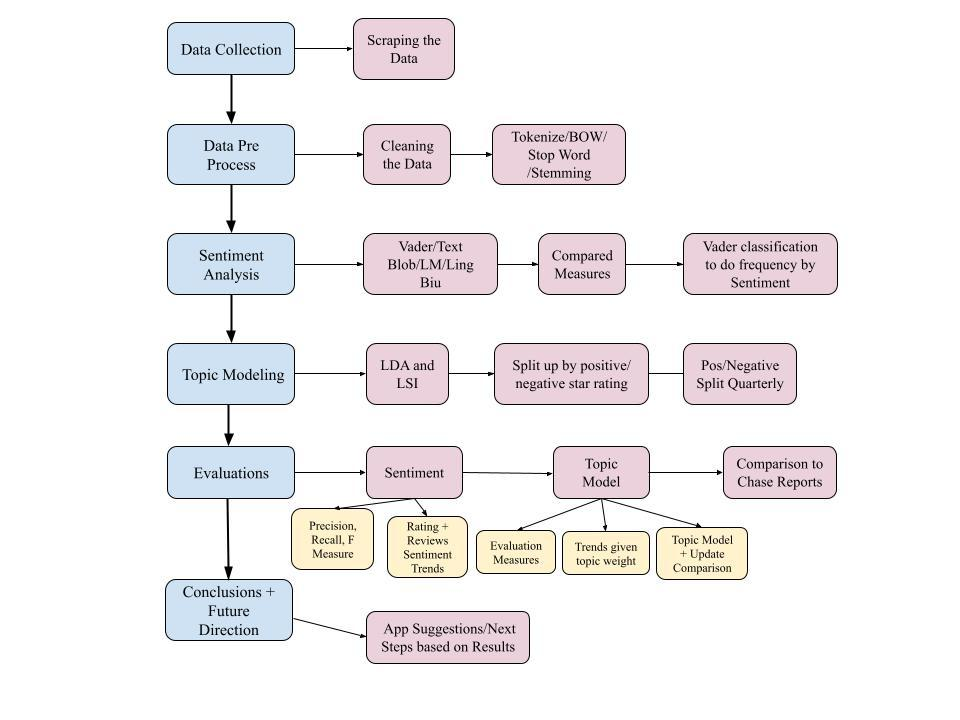 Data Collection
Scraping the
Data
Data Pre
Process
Cleaning
the Data
Tokenize/BOW/
Stop Word
/Stemming
Sentiment
Analysis
Vader/Text
Blob/LM/Ling
Biu
Compared
Measures
Vader classification
to do frequency by
Sentiment
Topic Modeling
LDA and
LSI
Split up by positive/
negative star rating
Pos/Negative
Split Quarterly
Evaluations
Sentiment
Topic
Model
Comparison to
Chase Reports
Precision,
Recall, F
Measure
Rating +
Reviews
Sentiment
Trends
Evaluation
Measures
Trends given
topic weight
Topic Model
+ Update
Comparison
Conclusions +
Future
Direction
App Suggestions/Next
Steps based on Results